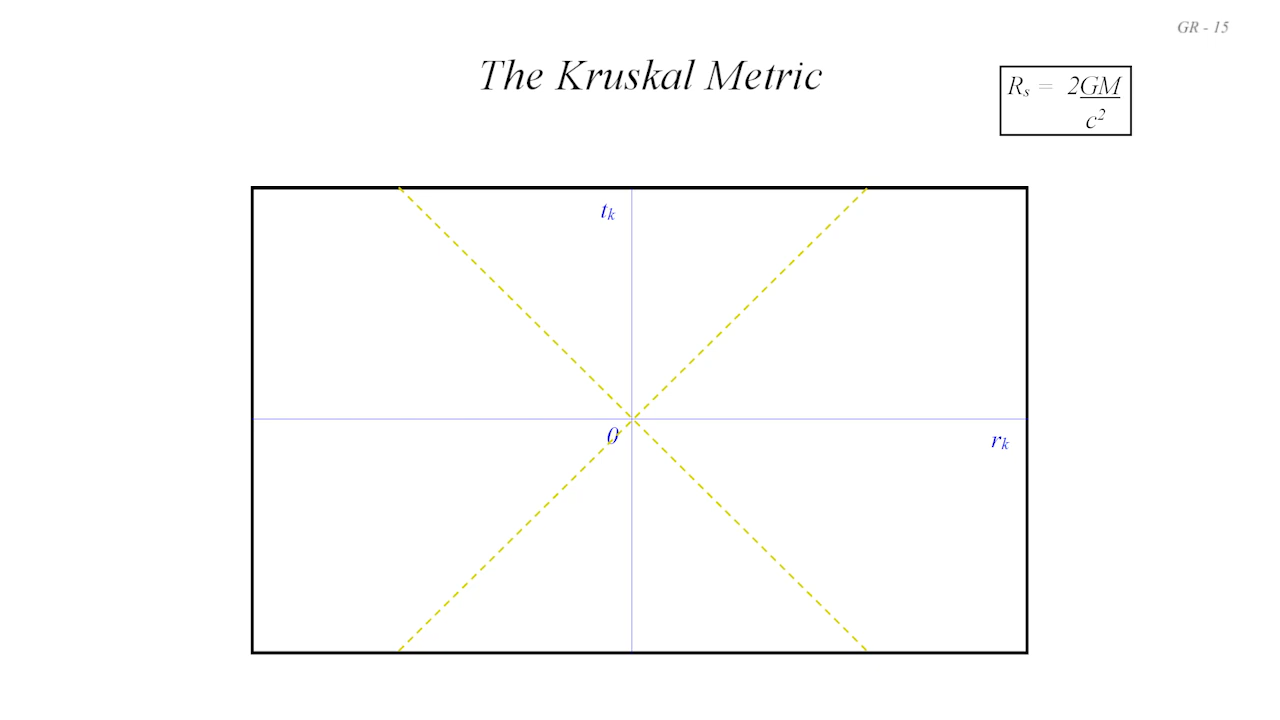 GR - 15
The Kruskal Metric
Rs = 2GM
c²
tk
0
rk